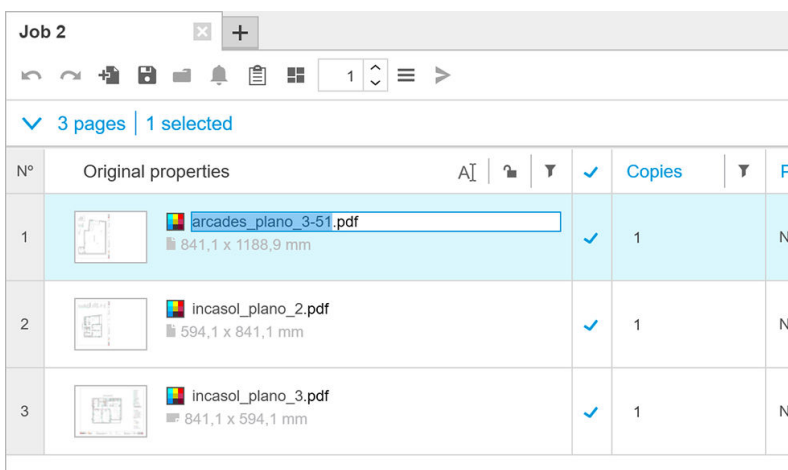 Job 2
1
3 pages 1 selected
Nº Original properties Copies
1 arcades_plano_3-51.pdf 1 N
841,1 x 1188,9 mm
2 incasol_plano_2.pdf 1 N
594,1 x 841,1 mm
3 incasol_plano_3.pdf 1 N
841,1 x 594,1 mm